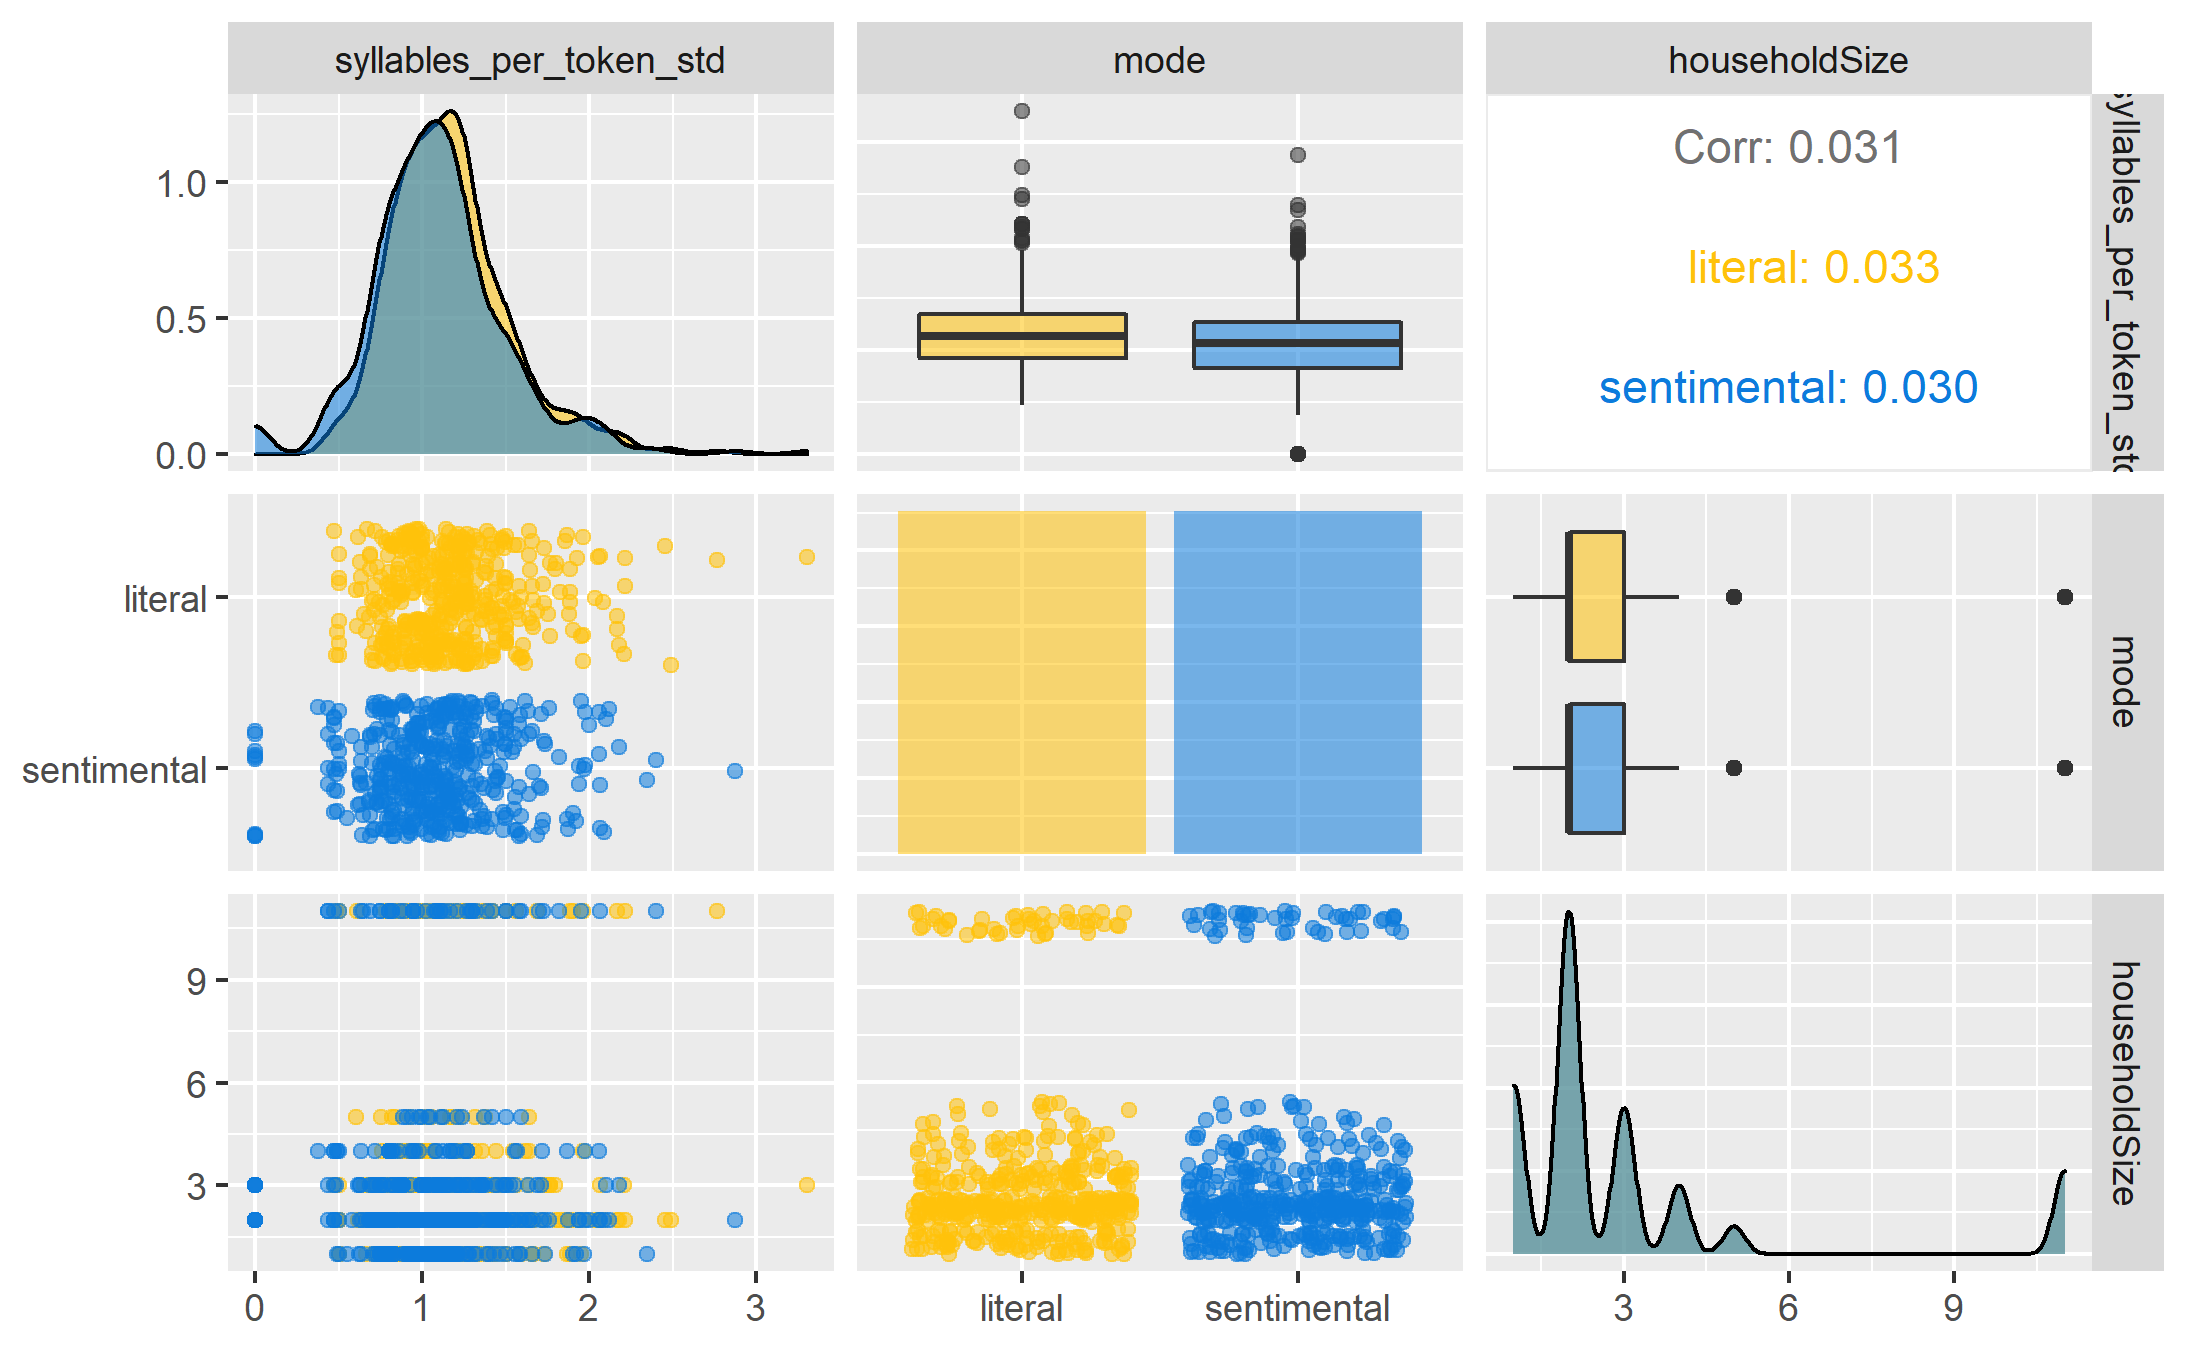 syllables_per_token_std mode householdSize
1.0
0.5
0.0
Corr: 0.031
literal: 0.033
sentimental: 0.030
syllables_per_token_std
literal
sentimental
mode
9
6
3
householdSize
0 1 2 3
literal sentimental
3 6 9